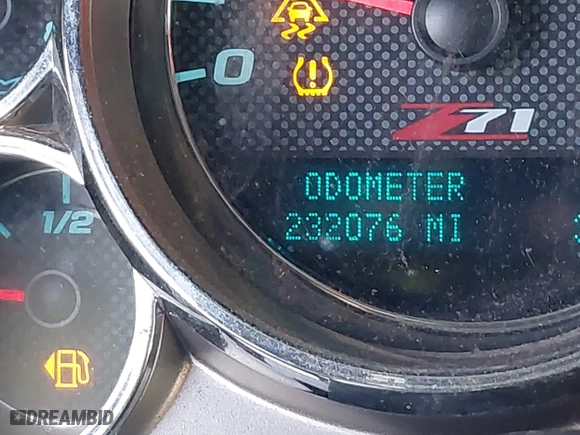 0
Z71
ODOMETER
232076 MI
1/2
DREAMBID